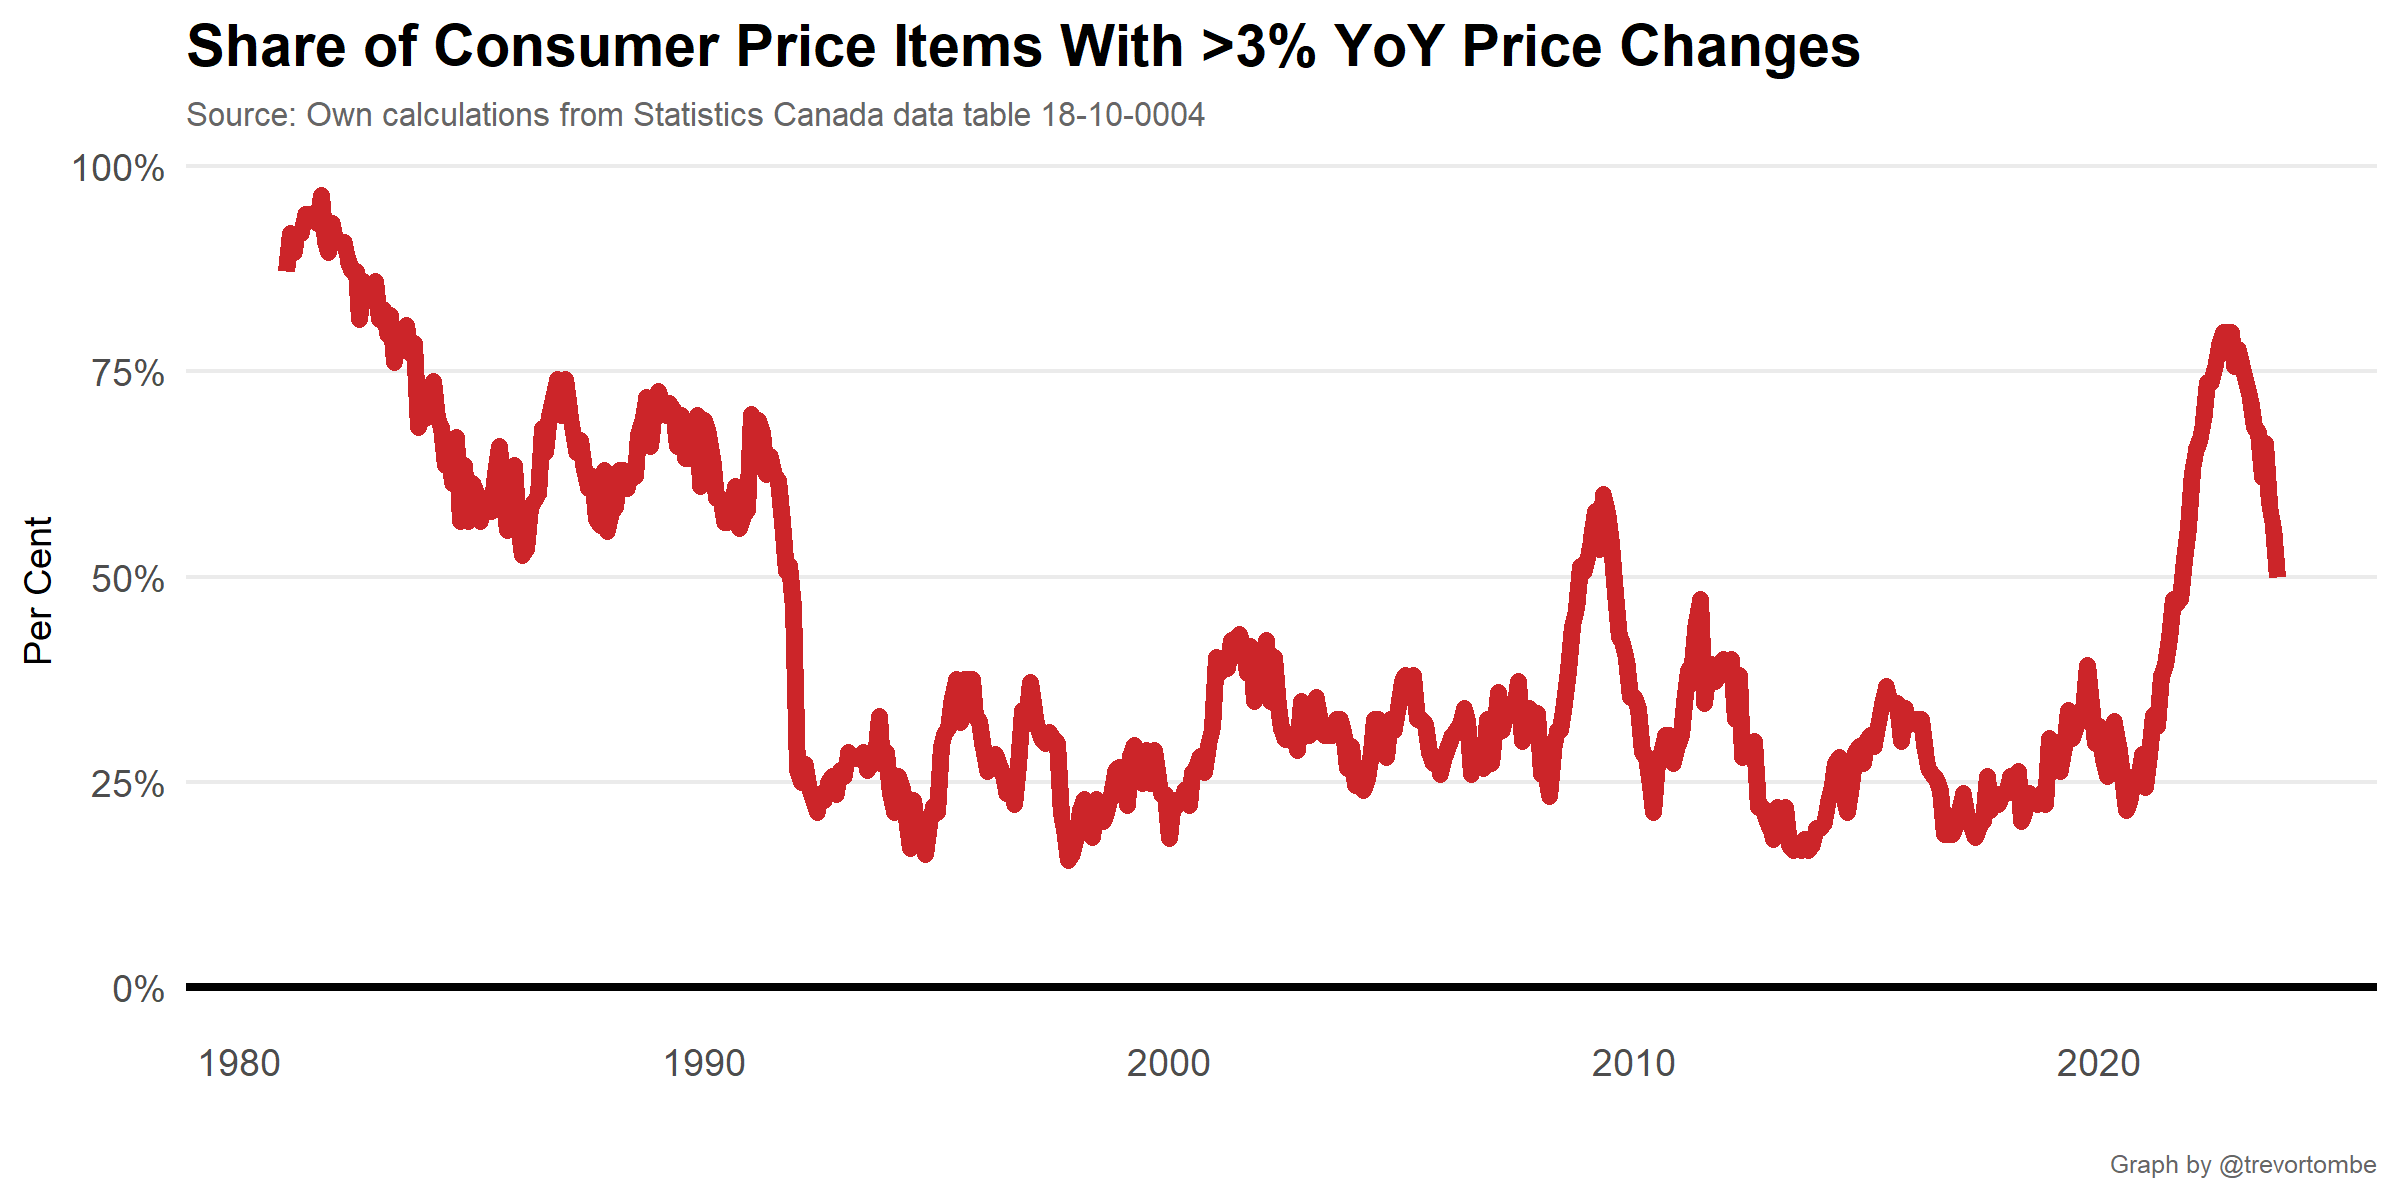 Share of Consumer Price Items With >3% YoY Price Changes
Source: Own calculations from Statistics Canada data table 18-10-0004
100%
75%
50%
25%
0%
Per Cent
1980 1990 2000 2010 2020
Graph by @trevortombe